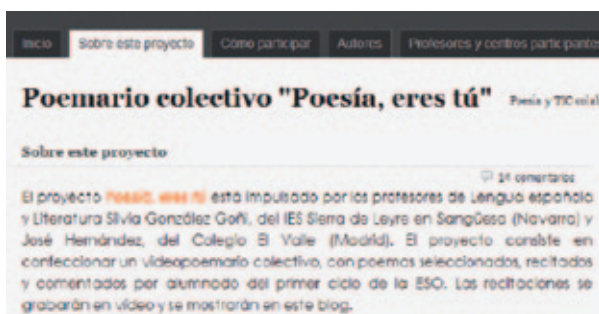 Inicio Sobre este proyecto Cómo participar Autores Profesores y centros participantes
Poemario colectivo "Poesía, eres tú" Poesía y TIC
Sobre este proyecto
14 comentarios
El proyecto Poesía, eres tú está impulsado por los profesores de Lengua española
y Literatura Silvia González Goñi, del IES Sierra de Leyre en Sangüesa (Navarra) y
José Hernández, del Colegio El Valle (Madrid). El proyecto consiste en
confeccionar un videopoemario colectivo, con poemas seleccionados, recitados
y comentados por alumnado del primer ciclo de la ESO. Las recitaciones se
grabarán en vídeo y se mostrarán en este blog.